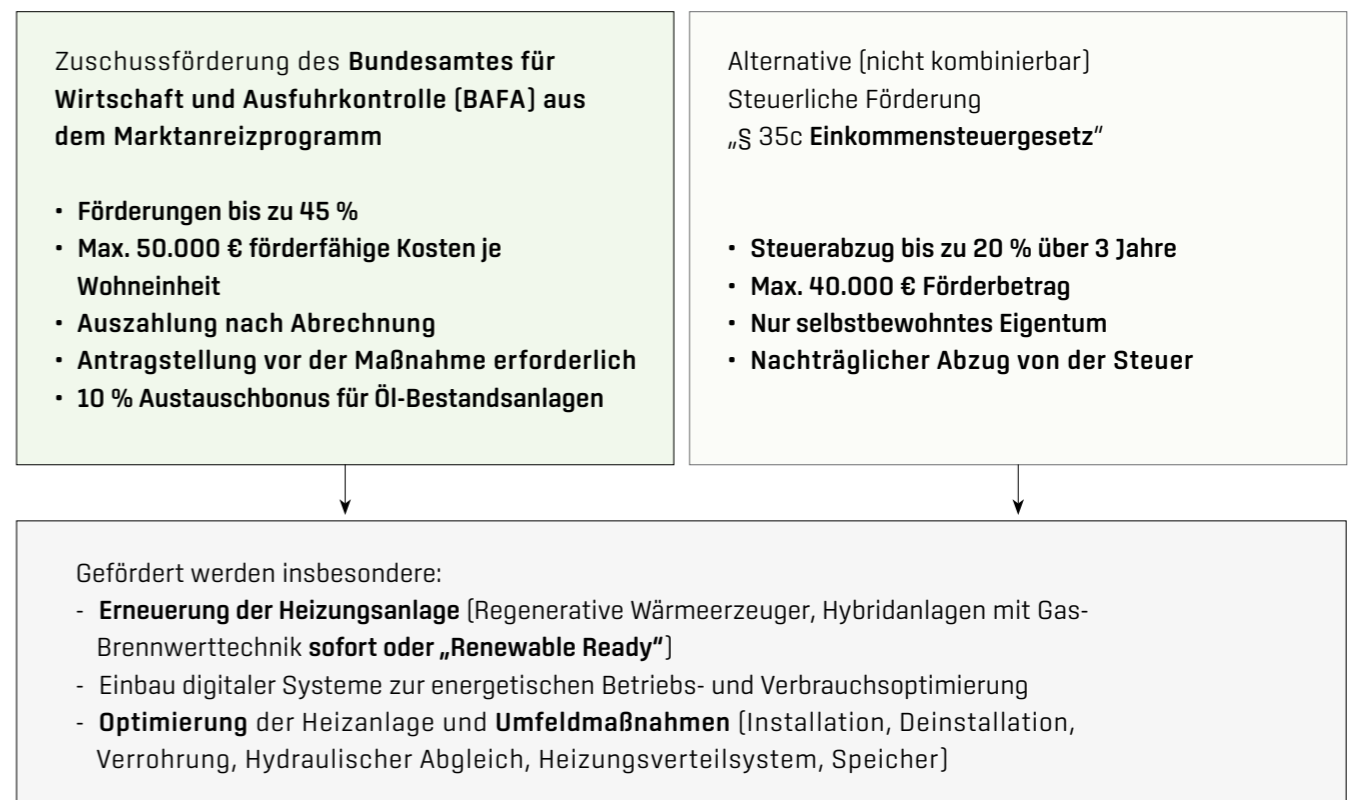 Zuschussförderung des Bundesamtes für
Wirtschaft und Ausfuhrkontrolle (BAFA) aus
dem Marktanreizprogramm
• Förderungen bis zu 45 %
• Max. 50.000 € förderfähige Kosten je
Wohneinheit
• Auszahlung nach Abrechnung
• Antragstellung vor der Maßnahme erforderlich
• 10 % Austauschbonus für Öl-Bestandsanlagen
Alternative (nicht kombinierbar)
Steuerliche Förderung
„§ 35c Einkommensteuergesetz“
• Steuerabzug bis zu 20 % über 3 Jahre
• Max. 40.000 € Förderbetrag
• Nur selbstbewohntes Eigentum
• Nachträglicher Abzug von der Steuer
Gefördert werden insbesondere:
- Erneuerung der Heizungsanlage (Regenerative Wärmeerzeuger, Hybridanlagen mit Gas-
Brennwerttechnik sofort oder „Renewable Ready“)
- Einbau digitaler Systeme zur energetischen Betriebs- und Verbrauchsoptimierung
- Optimierung der Heizanlage und Umfeldmaßnahmen (Installation, Deinstallation,
Verrohrung, Hydraulischer Abgleich, Heizungsverteilsystem, Speicher)